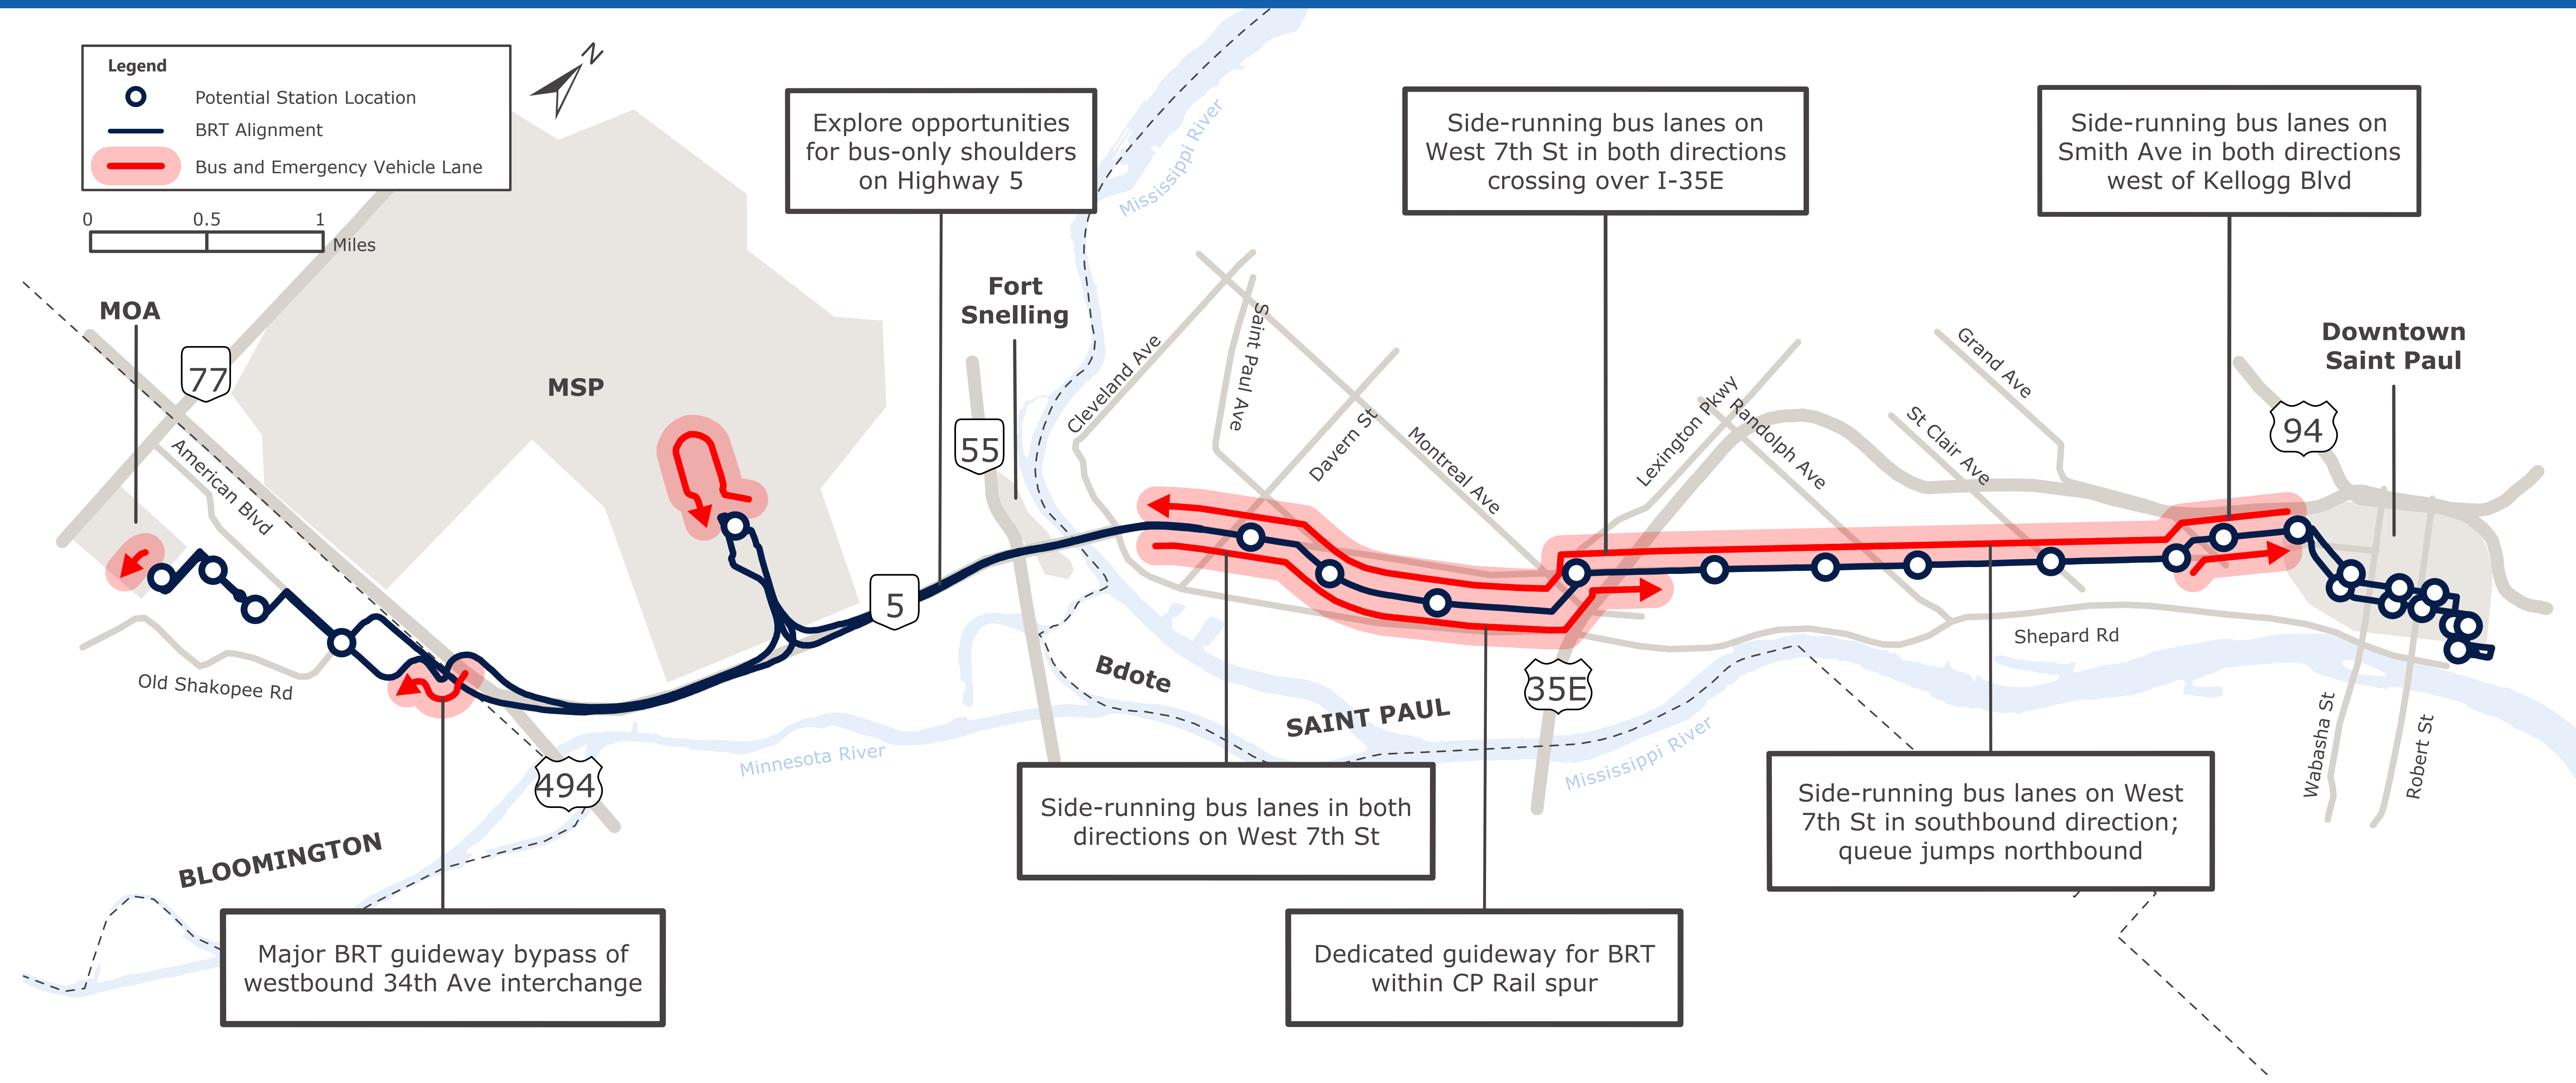 Legend
Potential Station Location
BRT Alignment
Bus and Emergency Vehicle Lane
N
0 0.5 1
Miles
Explore opportunities
for bus-only shoulders
on Highway 5
Side-running bus lanes on
West 7th St in both directions
crossing over I-35E
Side-running bus lanes on
Smith Ave in both directions
west of Kellogg Blvd
Mississippi River
MOA
77
American Blvd
MSP
Fort
Snelling
55
5
Cleveland Ave
Saint Paul Ave
Davern St
Montreal Ave
Lexington Pkwy
Randolph Ave
St Clair Ave
Grand Ave
94
Downtown
Saint Paul
Old Shakopee Rd
494
Minnesota River
Bdote
SAINT PAUL
35E
Mississippi River
Shepard Rd
Wabasha St
Robert St
BLOOMINGTON
Side-running bus lanes in both
directions on West 7th St
Side-running bus lanes on West
7th St in southbound direction;
queue jumps northbound
Major BRT guideway bypass of
westbound 34th Ave interchange
Dedicated guideway for BRT
within CP Rail spur